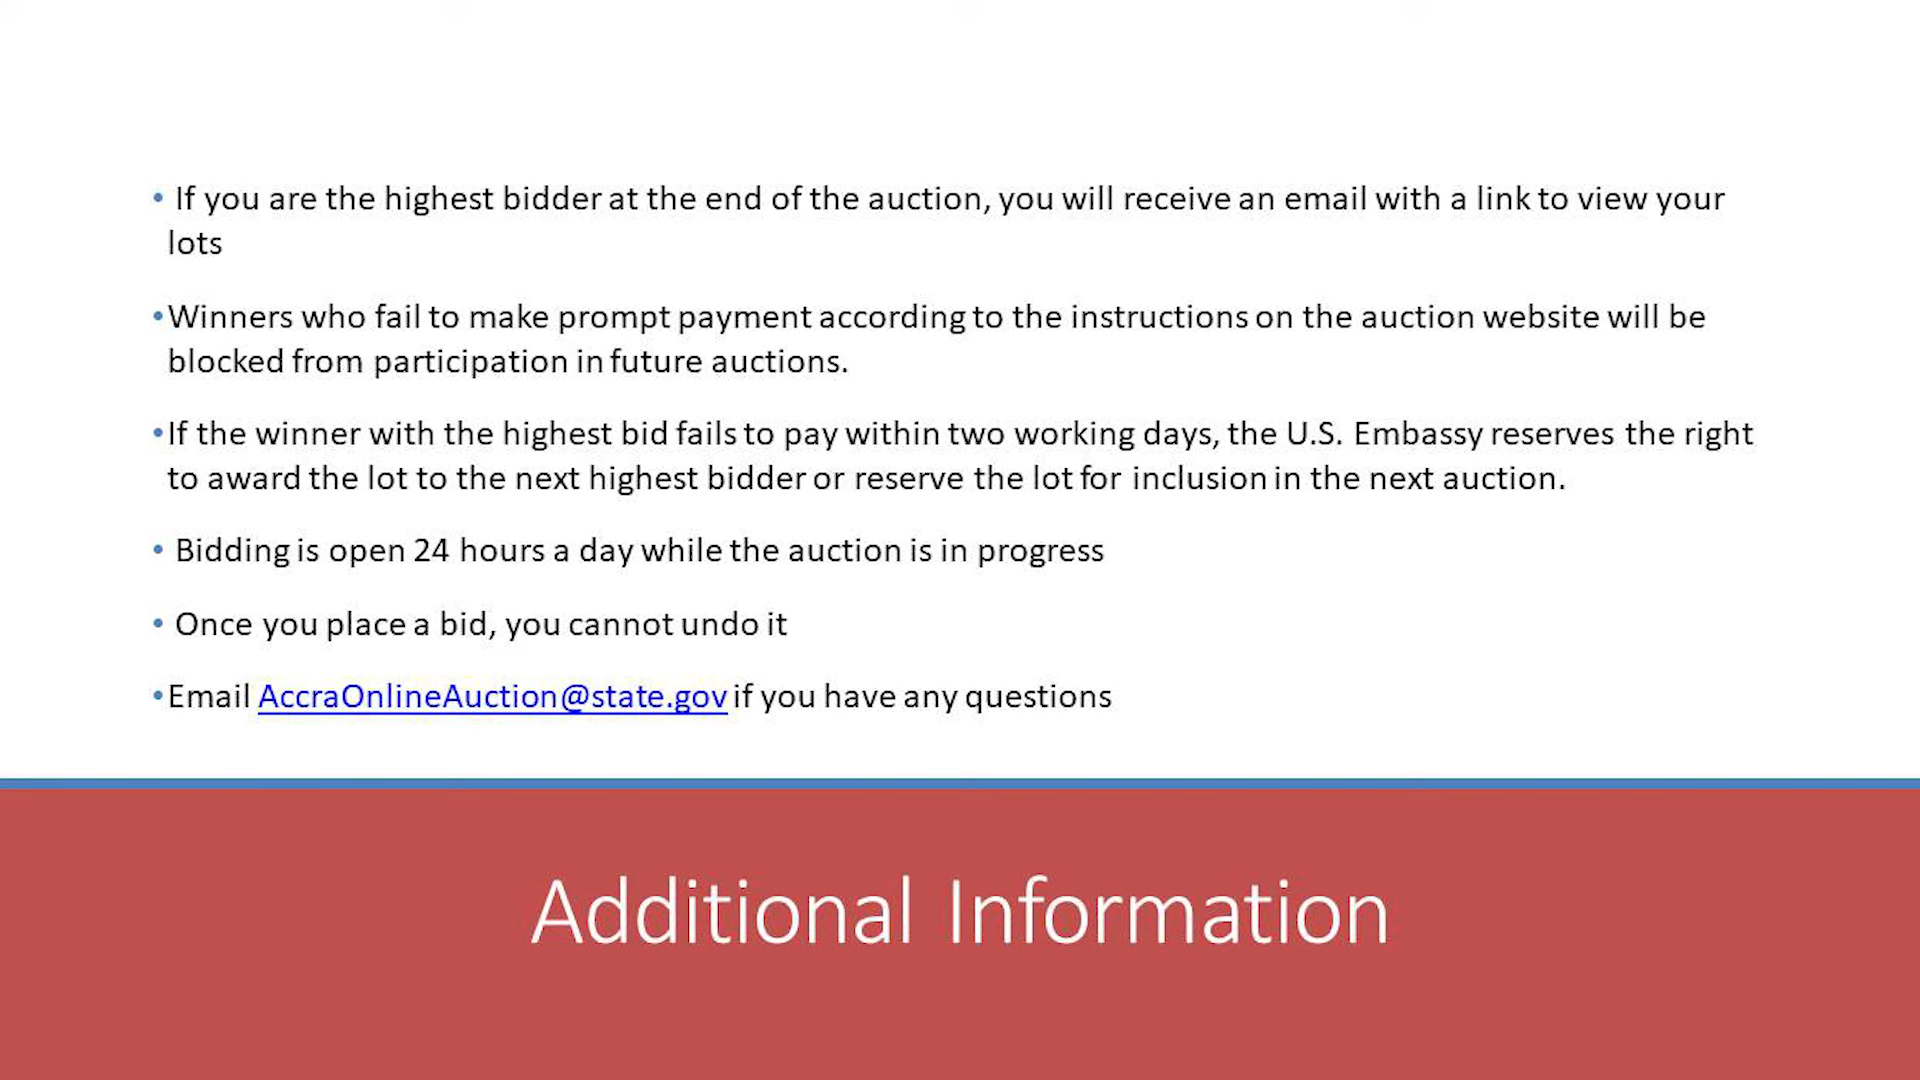 • If you are the highest bidder at the end of the auction, you will receive an email with a link to view your
lots
•Winners who fail to make prompt payment according to the instructions on the auction website will be
blocked from participation in future auctions.
•If the winner with the highest bid fails to pay within two working days, the U.S. Embassy reserves the right
to award the lot to the next highest bidder or reserve the lot for inclusion in the next auction.
• Bidding is open 24 hours a day while the auction is in progress
• Once you place a bid, you cannot undo it
•Email AccraOnlineAuction@state.gov if you have any questions
Additional Information